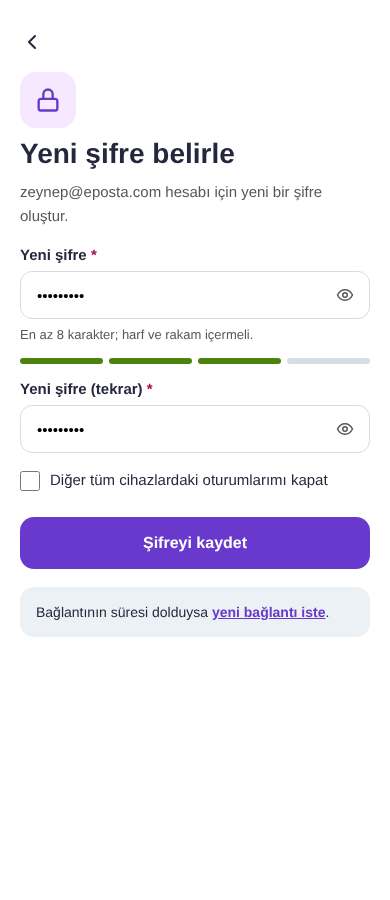 Yeni şifre belirle
zeynep@eposta.com hesabı için yeni bir şifre
oluştur.
Yeni şifre *
•••••••••
En az 8 karakter; harf ve rakam içermeli.
Yeni şifre (tekrar) *
•••••••••
Diğer tüm cihazlardaki oturumlarımı kapat
Şifreyi kaydet
Bağlantının süresi dolduysa yeni bağlantı iste.